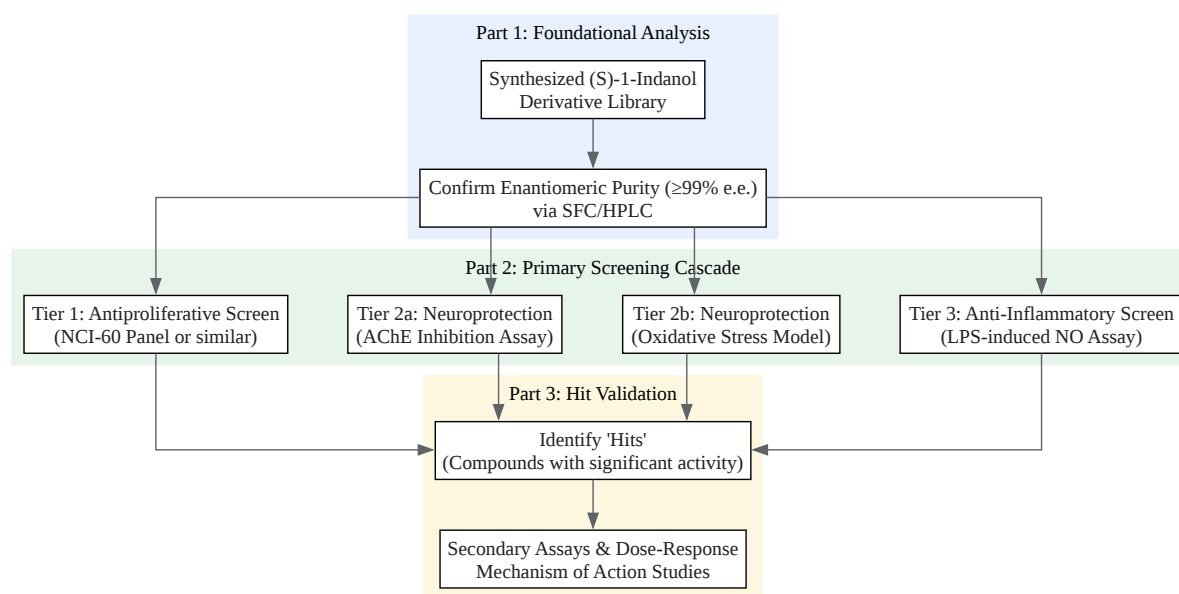 Part 1: Foundational Analysis
Synthesized (S)-1-Indanol
Derivative Library
Confirm Enantiomeric Purity (≥99% e.e.)
via SFC/HPLC
Part 2: Primary Screening Cascade
Tier 1: Antiproliferative Screen
(NCI-60 Panel or similar)
Tier 2a: Neuroprotection
(AChE Inhibition Assay)
Tier 2b: Neuroprotection
(Oxidative Stress Model)
Tier 3: Anti-Inflammatory Screen
(LPS-induced NO Assay)
Part 3: Hit Validation
Identify 'Hits'
(Compounds with significant activity)
Secondary Assays & Dose-Response
Mechanism of Action Studies